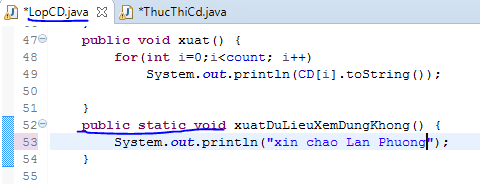 *LopCD.java *ThucThiCd.java
47 public void xuat() {
48 for(int i=0;i<count; i++)
49 System.out.println(CD[i].toString());
50
51 }
52 public static void xuatDuLieuXemDungKhong() {
53 System.out.println("xin chao Lan Phuong");
54 }
55